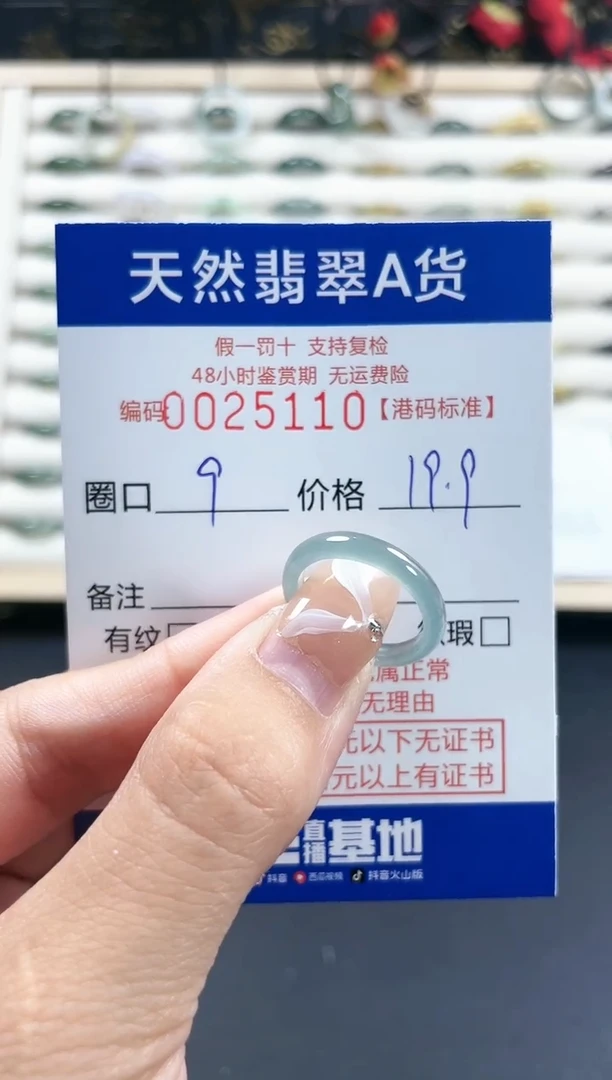 天然翡翠A货
假一罚十 支持复检
48小时鉴赏期 无运费险
编码0025110【港码标准】
圈口 9 价格 19.9
备注
有纹 瑕
属正常
无理由
元以下无证书
元以上有证书
直播基地
抖音 西瓜视频 抖音火山版